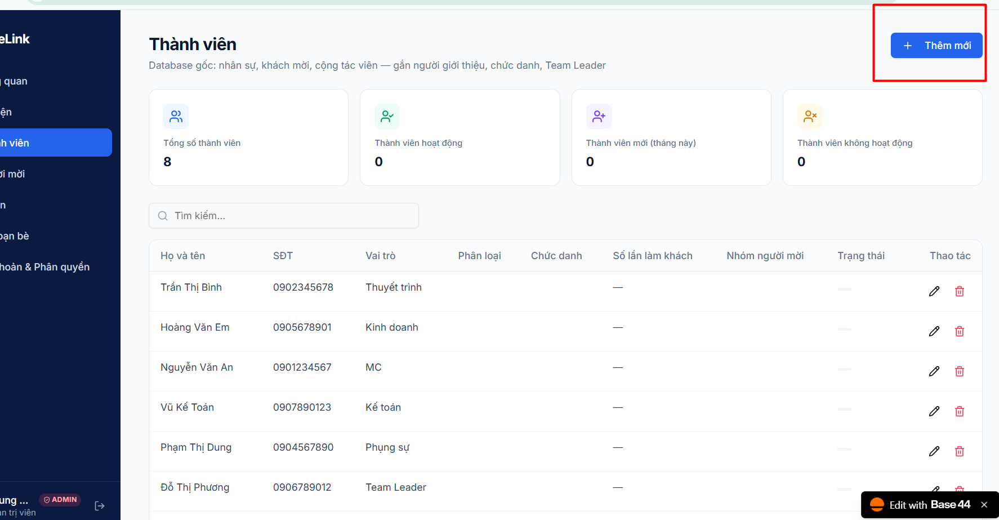 eLink
quan
ện
h viên
ời mời
n
bạn bè
hoản & Phân quyền
ung ...
ADMIN
ản trị viên
Thành viên
Database gốc: nhân sự, khách mời, cộng tác viên — gắn người giới thiệu, chức danh, Team Leader
+ Thêm mới
Tổng số thành viên
8
Thành viên hoạt động
0
Thành viên mới (tháng này)
0
Thành viên không hoạt động
0
Tìm kiếm...
Họ và tên SĐT Vai trò Phân loại Chức danh Số lần làm khách Nhóm người mời Trạng thái Thao tác
Trần Thị Bình 0902345678 Thuyết trình —
Hoàng Văn Em 0905678901 Kinh doanh —
Nguyễn Văn An 0901234567 MC —
Vũ Kế Toán 0907890123 Kế toán —
Phạm Thị Dung 0904567890 Phụng sự —
Đỗ Thị Phương 0906789012 Team Leader —
Edit with Base44 ×